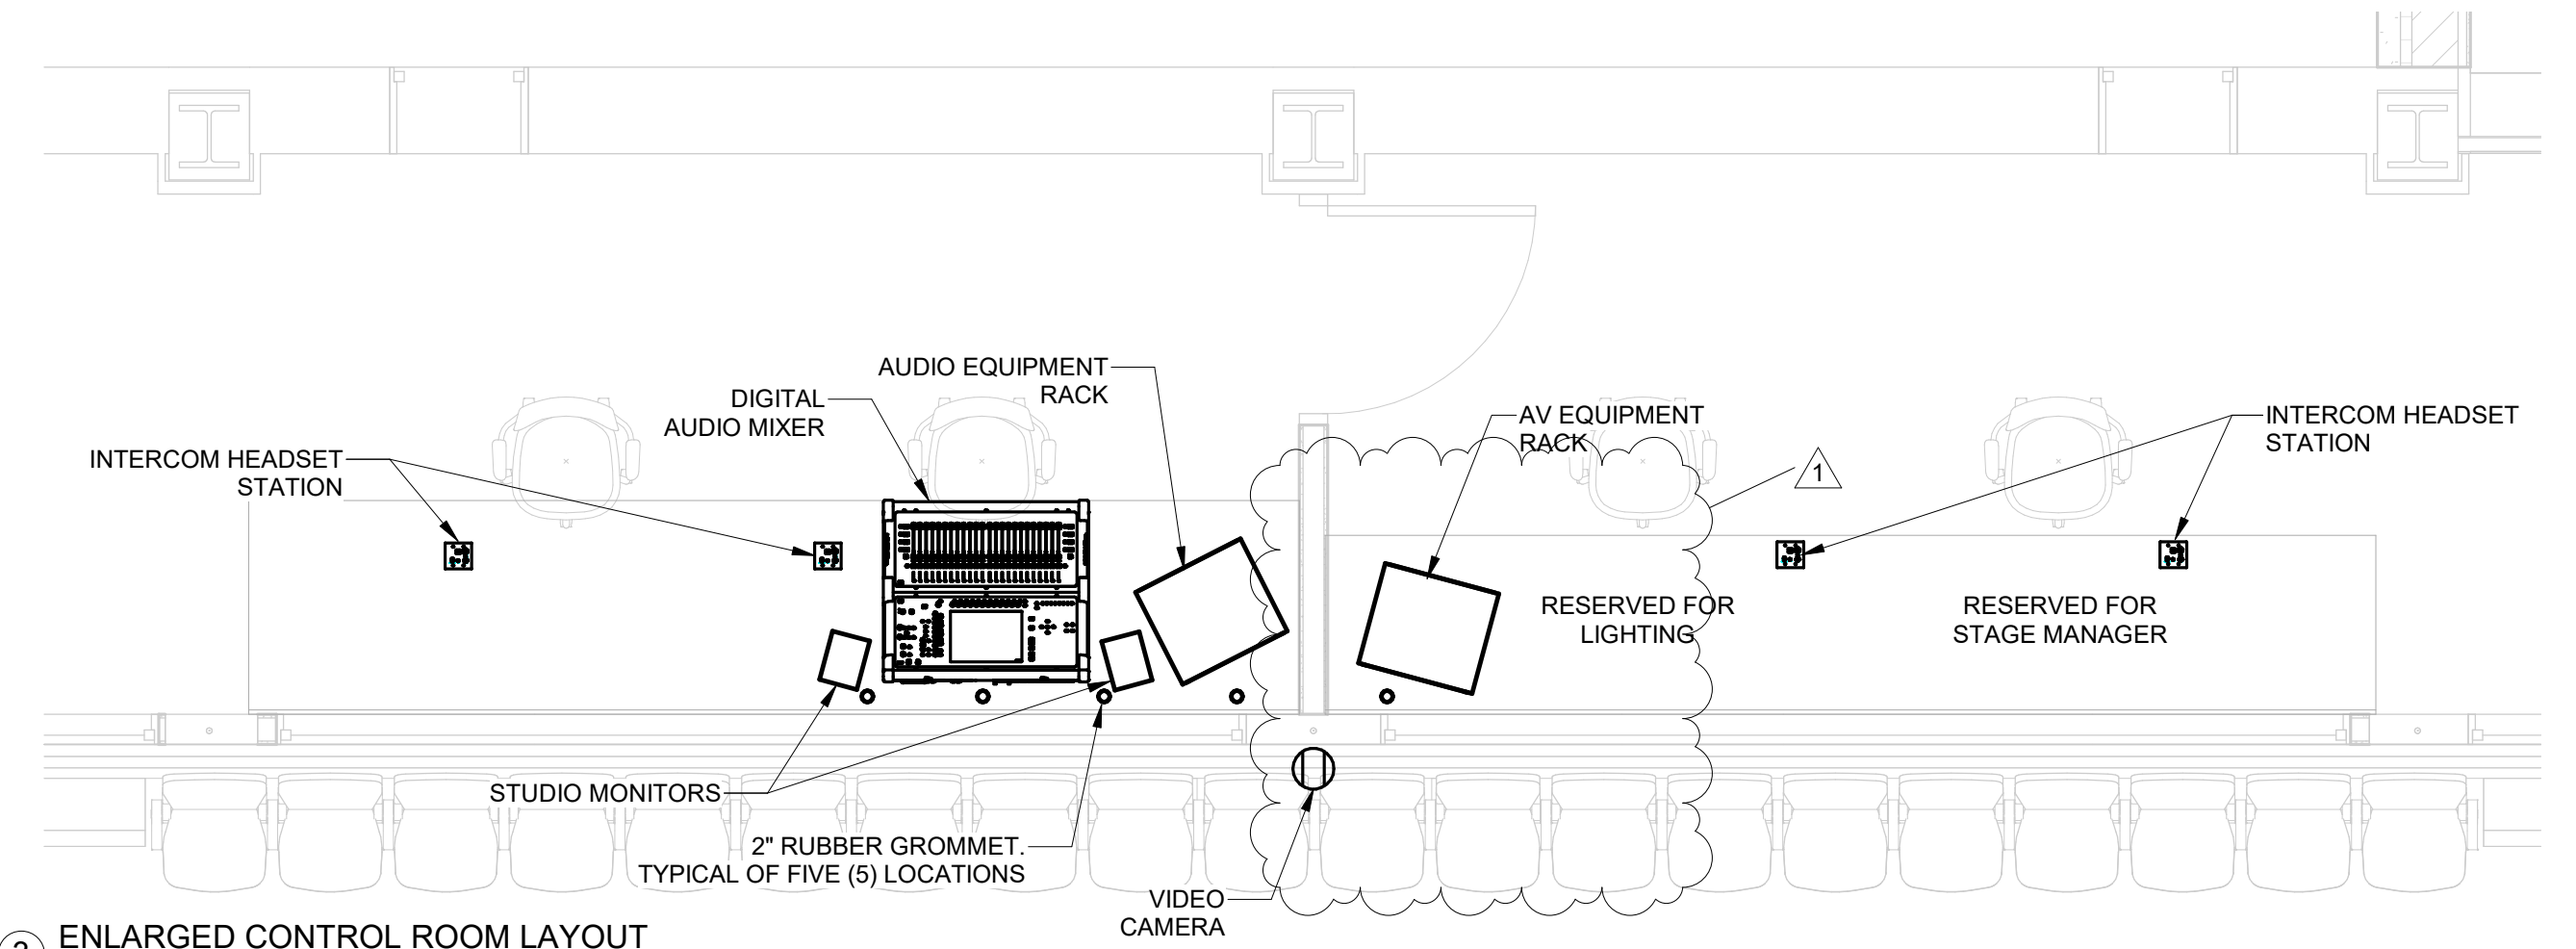 AUDIO EQUIPMENT
RACK
DIGITAL
AUDIO MIXER
AV EQUIPMENT
RACK
INTERCOM HEADSET
STATION
INTERCOM HEADSET
STATION
1
RESERVED FOR
LIGHTING
RESERVED FOR
STAGE MANAGER
STUDIO MONITORS
2" RUBBER GROMMET.
TYPICAL OF FIVE (5) LOCATIONS
VIDEO
CAMERA
ENLARGED CONTROL ROOM LAYOUT